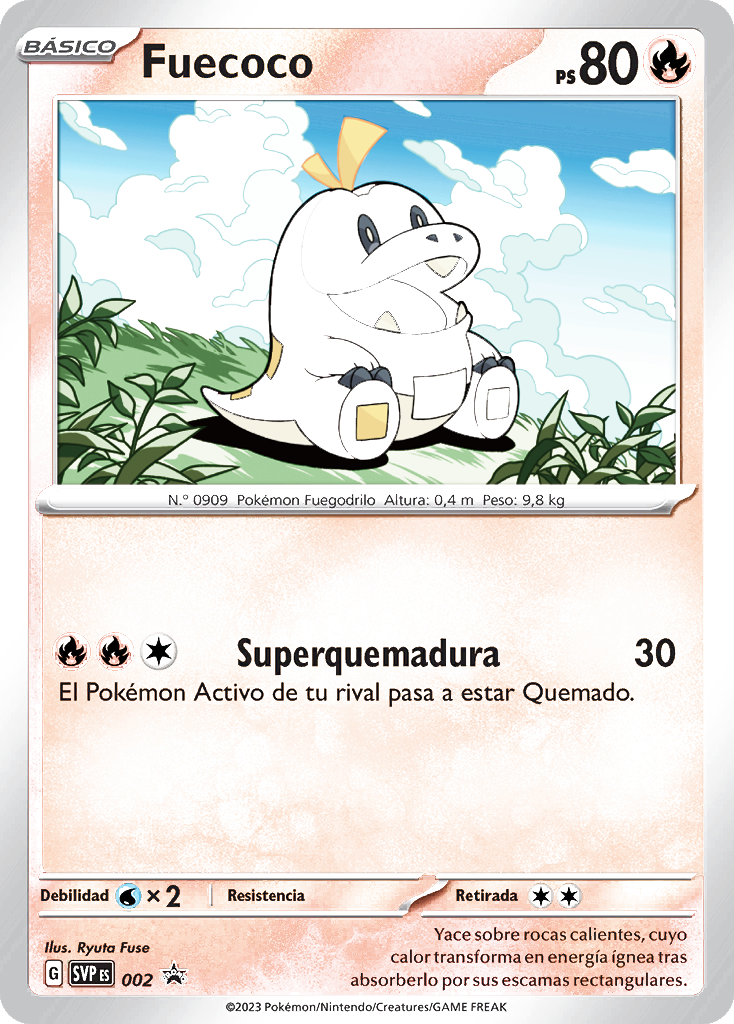 BÁSICO
Fuecoco
PS 80
N.º 0909 Pokémon Fuegodrilo Altura: 0,4 m Peso: 9,8 kg
Superquemadura 30
El Pokémon Activo de tu rival pasa a estar Quemado.
Debilidad ×2 Resistencia Retirada
Ilus. Ryuta Fuse
Yace sobre rocas calientes, cuyo
calor transforma en energía ígnea tras
absorberlo por sus escamas rectangulares.
G SVP ES 002
©2023 Pokémon/Nintendo/Creatures/GAME FREAK